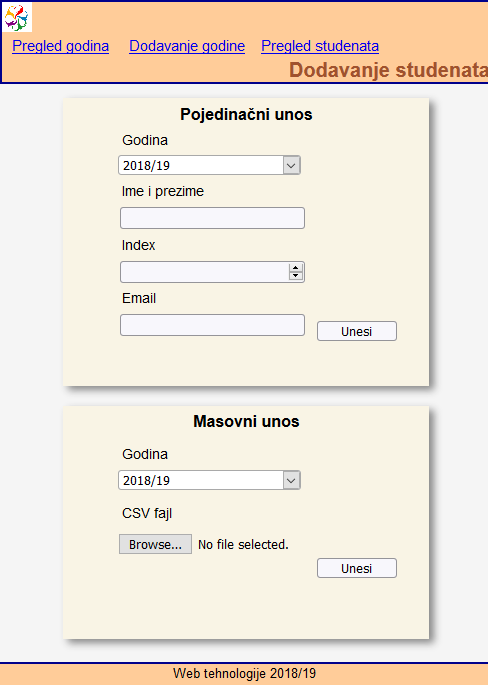 Pregled godina Dodavanje godine Pregled studenata
Dodavanje studenata
Pojedinačni unos
Godina
2018/19
Ime i prezime
Index
Email
Unesi
Masovni unos
Godina
2018/19
CSV fajl
Browse... No file selected.
Unesi
Web tehnologije 2018/19